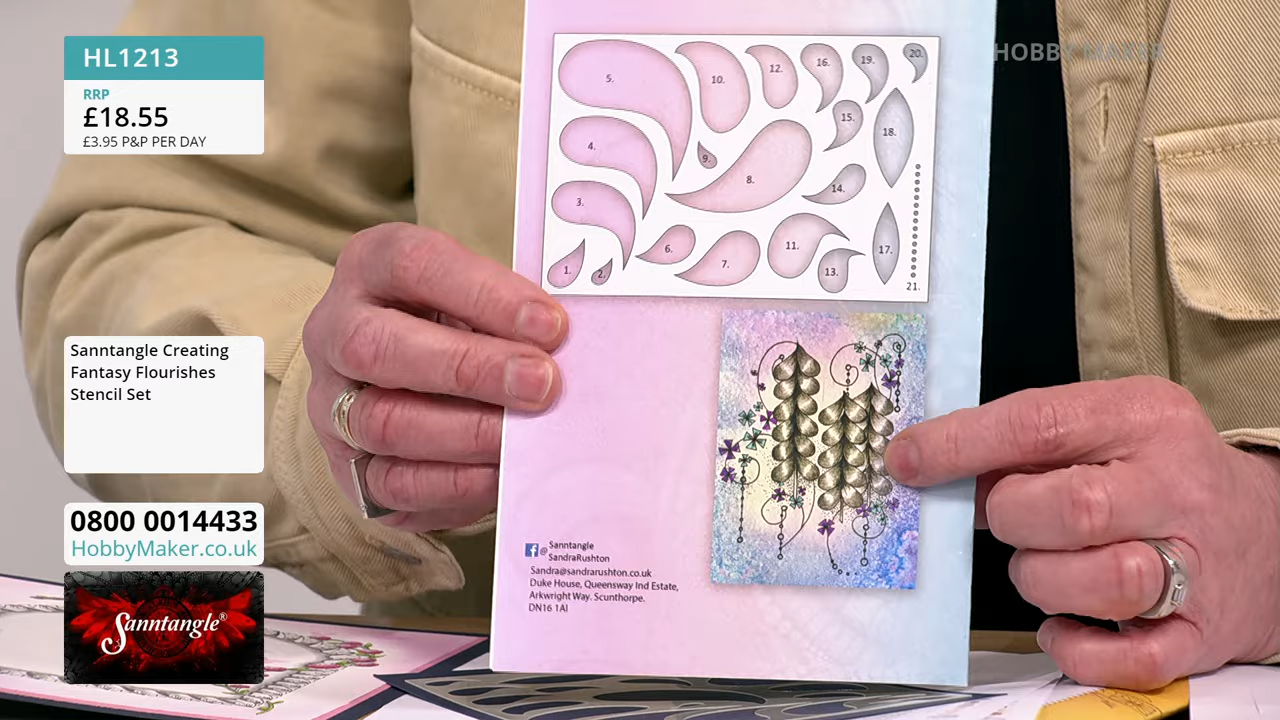 HL1213
RRP
£18.55
£3.95 P&P PER DAY
Sanntangle Creating
Fantasy Flourishes
Stencil Set
0800 0014433
HobbyMaker.co.uk
Sanntangle®
HOBBY MAKER
5.
10.
12.
16.
19.
20.
4.
9.
15.
18.
3.
8.
14.
1.
2.
6.
7.
11.
13.
17.
21.
@ Sanntangle
SandraRushton
Sandra@sandrarushton.co.uk
Duke House, Queensway Ind Estate,
Arkwright Way. Scunthorpe.
DN16 1Al